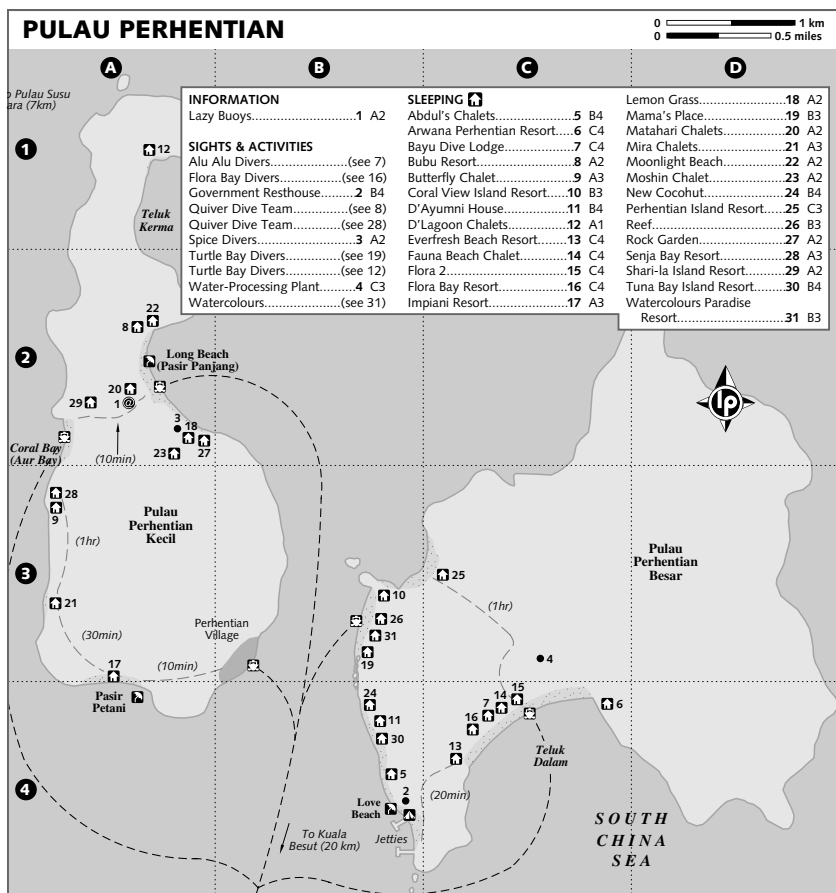 PULAU PERHENTIAN
0 1 km
0 0.5 miles
A
B
C
D
1
2
3
4
o Pulau Susu
ara (7km)
INFORMATION
Lazy Buoys 1 A2
SIGHTS & ACTIVITIES
Alu Alu Divers (see 7)
Flora Bay Divers (see 16)
Government Resthouse 2 B4
Quiver Dive Team (see 8)
Quiver Dive Team (see 28)
Spice Divers 3 A2
Turtle Bay Divers (see 19)
Turtle Bay Divers (see 12)
Water-Processing Plant 4 C3
Watercolours (see 31)
SLEEPING
Abdul's Chalets 5 B4
Arwana Perhentian Resort 6 C4
Bayu Dive Lodge 7 C4
Bubu Resort 8 A2
Butterfly Chalet 9 A3
Coral View Island Resort 10 B3
D'Ayumni House 11 B4
D'Lagoon Chalets 12 A1
Everfresh Beach Resort 13 C4
Fauna Beach Chalet 14 C4
Flora 2 15 C4
Flora Bay Resort 16 C4
Impiani Resort 17 A3
Lemon Grass 18 A2
Mama's Place 19 B3
Matahari Chalets 20 A2
Mira Chalets 21 A3
Moonlight Beach 22 A2
Moshin Chalet 23 A2
New Cocohut 24 B4
Perhentian Island Resort 25 C3
Reef 26 B3
Rock Garden 27 A2
Senja Bay Resort 28 A3
Shari-la Island Resort 29 A2
Tuna Bay Island Resort 30 B4
Watercolours Paradise
Resort 31 B3
12
Teluk
Kerma
22
8
Long Beach
(Pasir Panjang)
20
29
1 @
3
18
23
27
Coral Bay
(Aur Bay)
(10min)
lp
28
9
(1hr)
Pulau
Perhentian
Kecil
21
(30min)
Perhentian
Village
17
(10min)
Pasir
Petani
25
10
26
31
19
(1hr)
Pulau
Perhentian
Besar
4
24
11
30
5
2
Love
Beach
Jetties
To Kuala
Besut (20 km)
15
14
7
16
13
6
(20min)
Teluk
Dalam
SOUTH
CHINA
SEA